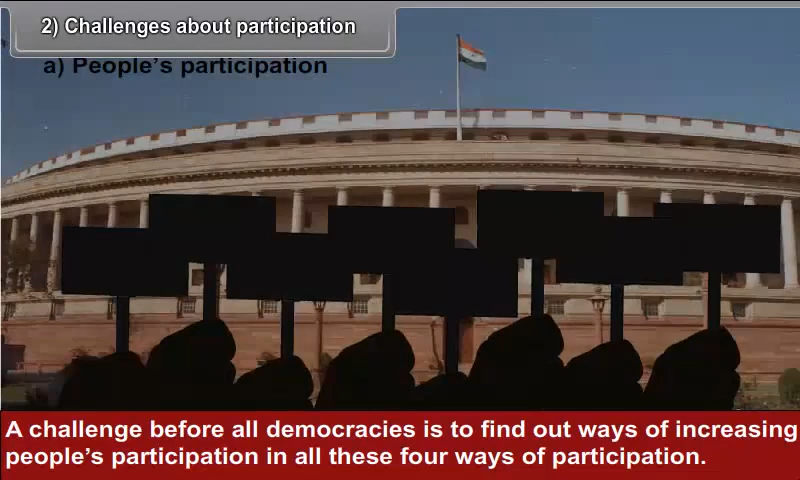 2) Challenges about participation
a) People’s participation
A challenge before all democracies is to find out ways of increasing
people’s participation in all these four ways of participation.